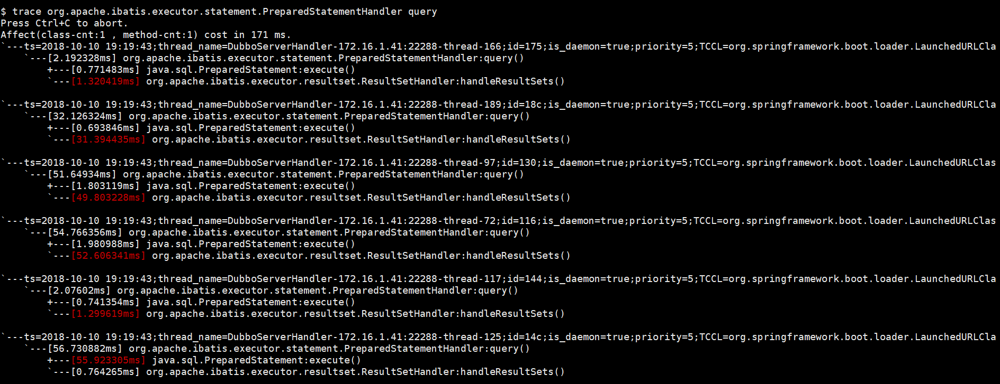 $ trace org.apache.ibatis.executor.statement.PreparedStatementHandler query
Press Ctrl+C to abort.
Affect(class-cnt:1 , method-cnt:1) cost in 171 ms.
`---ts=2018-10-10 19:19:43;thread_name=DubboServerHandler-172.16.1.41:22288-thread-166;id=175;is_daemon=true;priority=5;TCCL=org.springframework.boot.loader.LaunchedURLCla
    `---[2.192328ms] org.apache.ibatis.executor.statement.PreparedStatementHandler:query()
        +---[0.771483ms] java.sql.PreparedStatement:execute()
        `---[1.320419ms] org.apache.ibatis.executor.resultset.ResultSetHandler:handleResultSets()
`---ts=2018-10-10 19:19:43;thread_name=DubboServerHandler-172.16.1.41:22288-thread-189;id=18c;is_daemon=true;priority=5;TCCL=org.springframework.boot.loader.LaunchedURLCla
    `---[32.126324ms] org.apache.ibatis.executor.statement.PreparedStatementHandler:query()
        +---[0.693846ms] java.sql.PreparedStatement:execute()
        `---[31.394435ms] org.apache.ibatis.executor.resultset.ResultSetHandler:handleResultSets()
`---ts=2018-10-10 19:19:43;thread_name=DubboServerHandler-172.16.1.41:22288-thread-97;id=130;is_daemon=true;priority=5;TCCL=org.springframework.boot.loader.LaunchedURLClas
    `---[51.64934ms] org.apache.ibatis.executor.statement.PreparedStatementHandler:query()
        +---[1.803119ms] java.sql.PreparedStatement:execute()
        `---[49.803228ms] org.apache.ibatis.executor.resultset.ResultSetHandler:handleResultSets()
`---ts=2018-10-10 19:19:43;thread_name=DubboServerHandler-172.16.1.41:22288-thread-72;id=116;is_daemon=true;priority=5;TCCL=org.springframework.boot.loader.LaunchedURLClas
    `---[54.766356ms] org.apache.ibatis.executor.statement.PreparedStatementHandler:query()
        +---[1.980988ms] java.sql.PreparedStatement:execute()
        `---[52.606341ms] org.apache.ibatis.executor.resultset.ResultSetHandler:handleResultSets()
`---ts=2018-10-10 19:19:43;thread_name=DubboServerHandler-172.16.1.41:22288-thread-117;id=144;is_daemon=true;priority=5;TCCL=org.springframework.boot.loader.LaunchedURLCla
    `---[2.07602ms] org.apache.ibatis.executor.statement.PreparedStatementHandler:query()
        +---[0.741354ms] java.sql.PreparedStatement:execute()
        `---[1.299619ms] org.apache.ibatis.executor.resultset.ResultSetHandler:handleResultSets()
`---ts=2018-10-10 19:19:43;thread_name=DubboServerHandler-172.16.1.41:22288-thread-125;id=14c;is_daemon=true;priority=5;TCCL=org.springframework.boot.loader.LaunchedURLCla
    `---[56.730882ms] org.apache.ibatis.executor.statement.PreparedStatementHandler:query()
        +---[55.923305ms] java.sql.PreparedStatement:execute()
        `---[0.764265ms] org.apache.ibatis.executor.resultset.ResultSetHandler:handleResultSets()